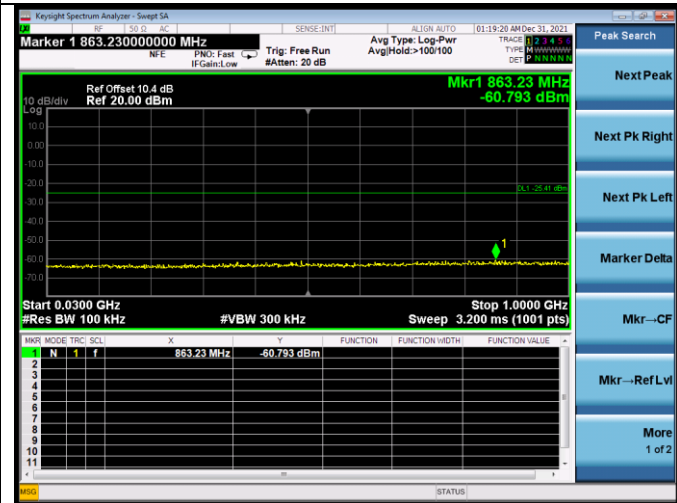 Keysight Spectrum Analyzer - Swept SA
RF 50 Ω AC SENSE:INT ALIGN AUTO 01:19:20 AM Dec 31, 2021
Marker 1 863.230000000 MHz
NFE PNO: Fast Trig: Free Run Avg Type: Log-Pwr TRACE 1 2 3 4 5 6
IFGain:Low #Atten: 20 dB Avg|Hold:>100/100 TYPE M
DET P N N N N N
Peak Search
Next Peak
Next Pk Right
Next Pk Left
Marker Delta
Mkr→CF
Mkr→Ref Lvl
More
1 of 2
Mkr1 863.23 MHz
-60.793 dBm
Ref Offset 10.4 dB
10 dB/div Ref 20.00 dBm
Log
10.0
0.00
-10.0
-20.0
DL1 -25.41 dBm
-30.0
-40.0
-50.0
1
-60.0
-70.0
Start 0.0300 GHz Stop 1.0000 GHz
#Res BW 100 kHz #VBW 300 kHz Sweep 3.200 ms (1001 pts)
MKR MODE TRC SCL X Y FUNCTION FUNCTION WIDTH FUNCTION VALUE
1 N 1 f 863.23 MHz -60.793 dBm
2
3
4
5
6
7
8
9
10
11
MSG STATUS